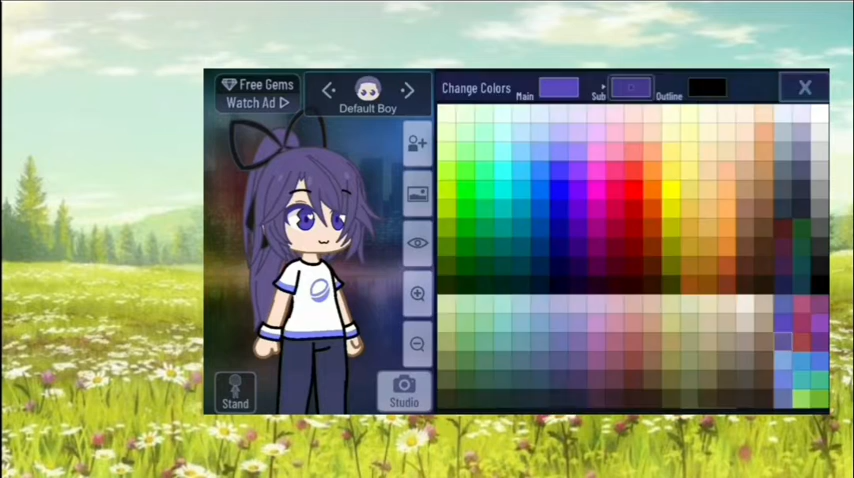 Free Gems
Watch Ad
Default Boy
Change Colors
Main
Sub
Outline
X
Stand
Studio